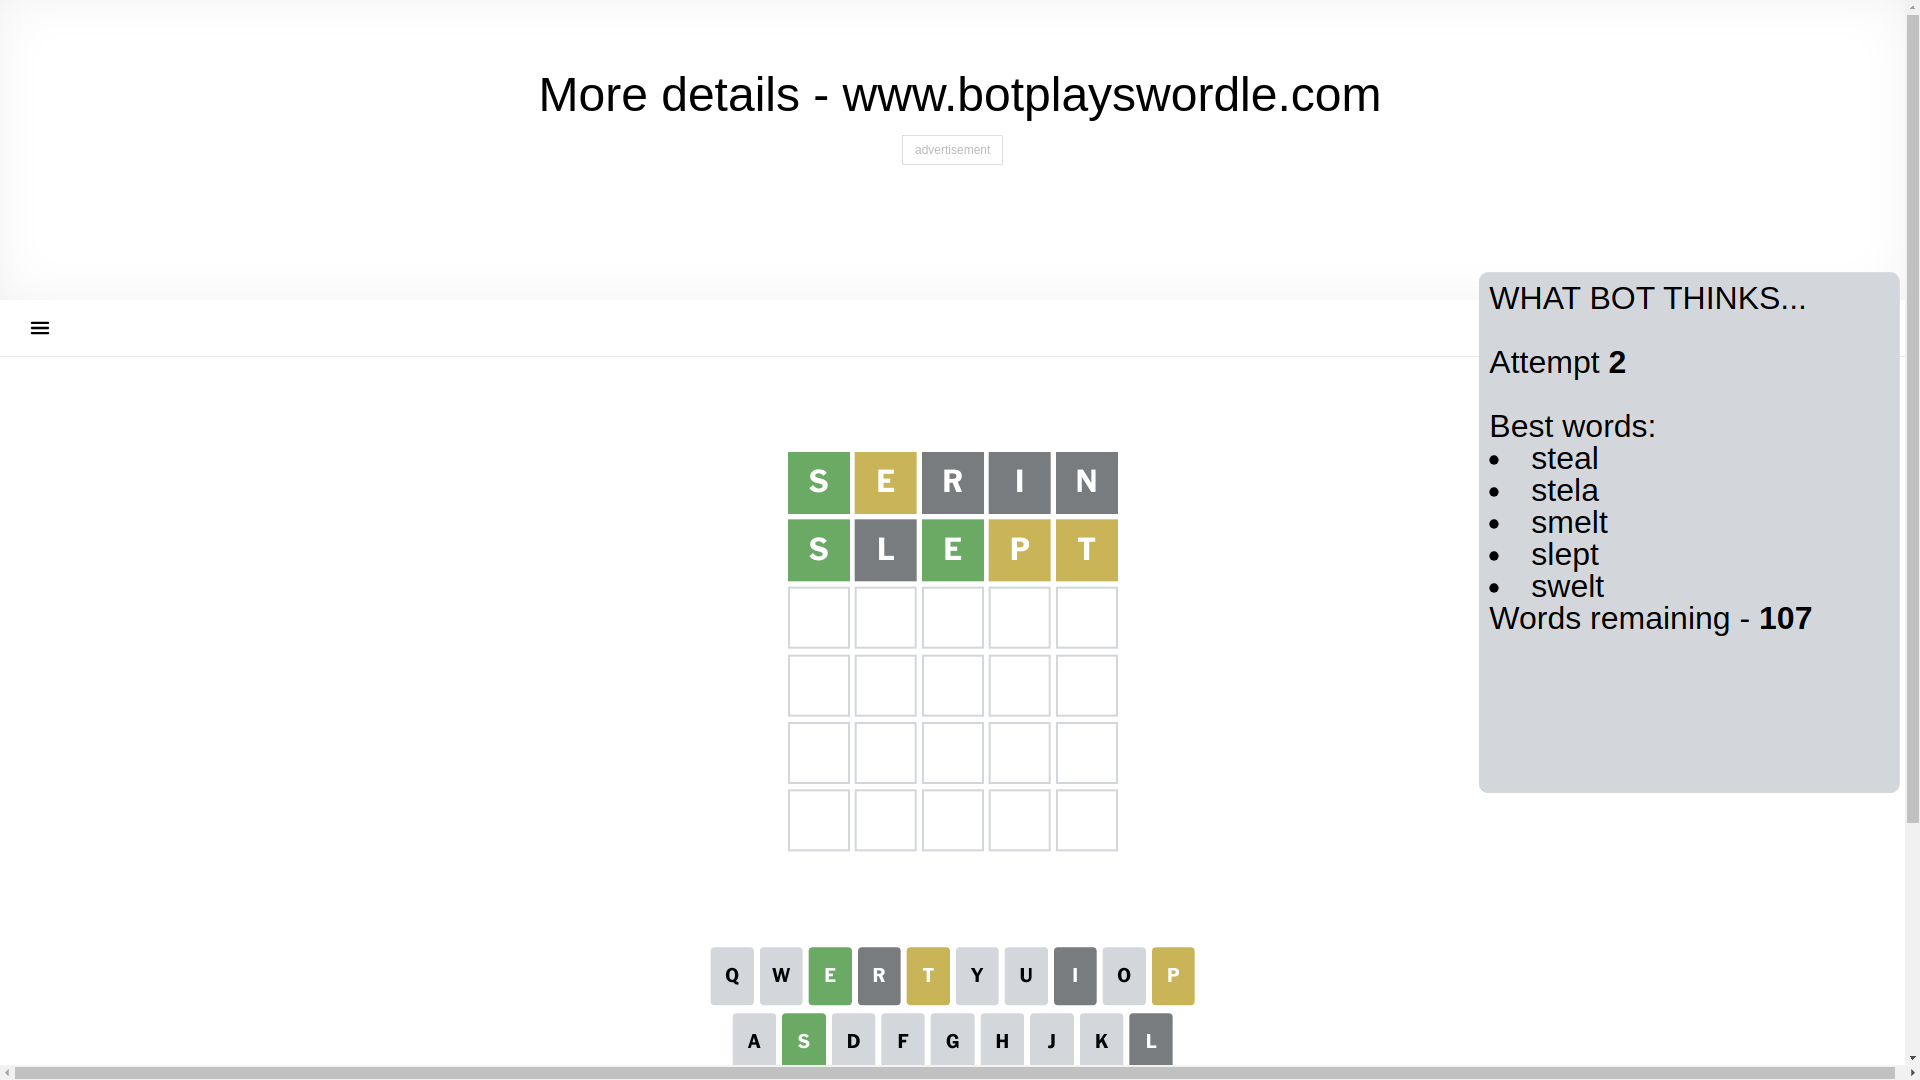 More details - www.botplayswordle.com
advertisement
WHAT BOT THINKS...
Attempt 2
Best words:
• steal
• stela
• smelt
• slept
• swelt
Words remaining - 107
S E R I N
S L E P T
Q W E R T Y U I O P
A S D F G H J K L